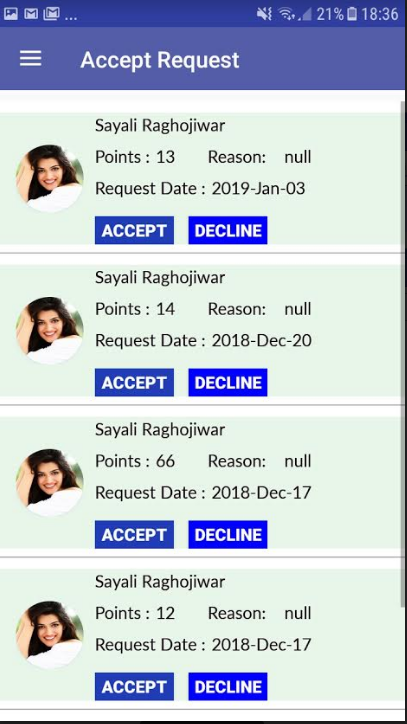 ... 21% 18:36
Accept Request
Sayali Raghojiwar
Points : 13 Reason: null
Request Date : 2019-Jan-03
ACCEPT DECLINE
Sayali Raghojiwar
Points : 14 Reason: null
Request Date : 2018-Dec-20
ACCEPT DECLINE
Sayali Raghojiwar
Points : 66 Reason: null
Request Date : 2018-Dec-17
ACCEPT DECLINE
Sayali Raghojiwar
Points : 12 Reason: null
Request Date : 2018-Dec-17
ACCEPT DECLINE